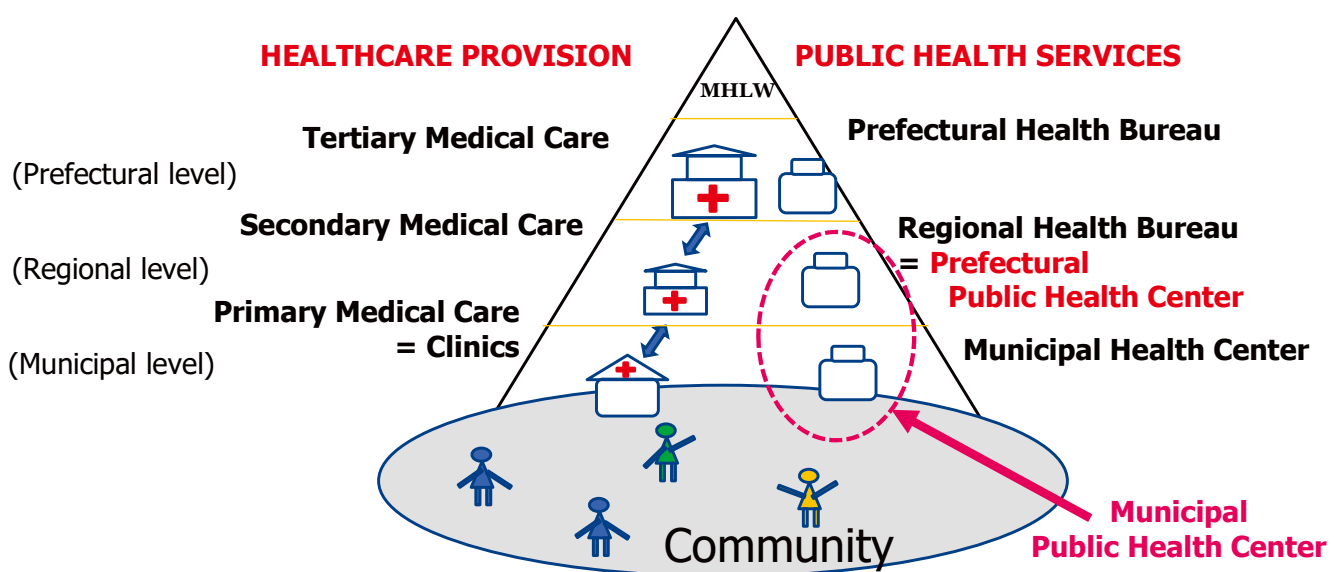 HEALTHCARE PROVISION
PUBLIC HEALTH SERVICES
MHLW
Tertiary Medical Care
Prefectural Health Bureau
(Prefectural level)
Secondary Medical Care
Regional Health Bureau
= Prefectural
Public Health Center
(Regional level)
Primary Medical Care
= Clinics
Municipal Health Center
(Municipal level)
Community
Municipal
Public Health Center